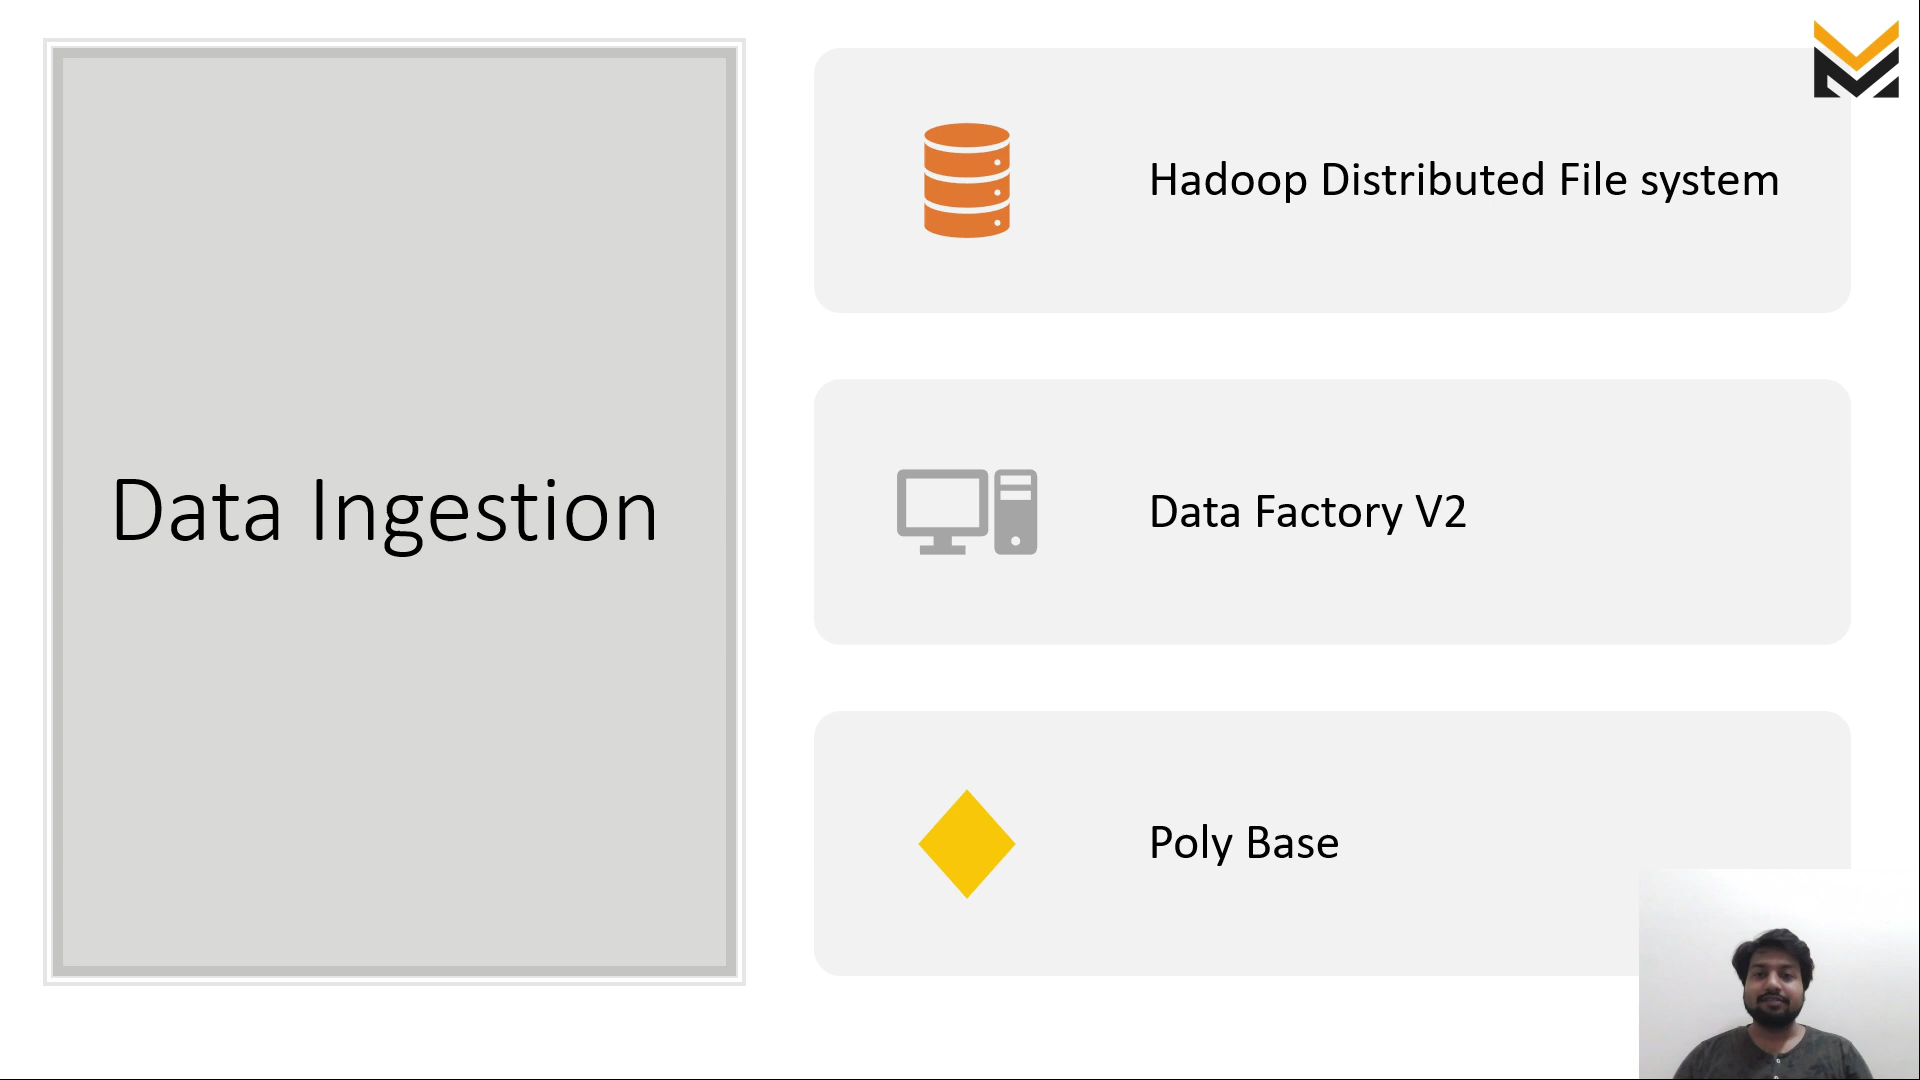 Data Ingestion
Hadoop Distributed File system
Data Factory V2
Poly Base